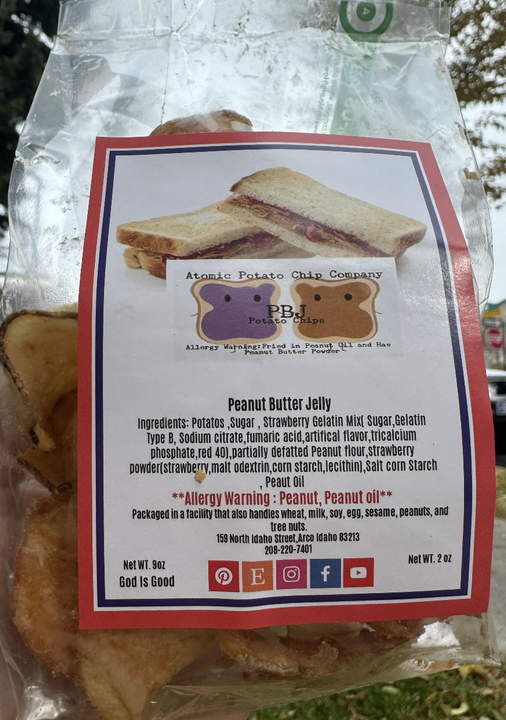 Atomic Potato Chip Company
PBJ
Potato Chips
Allergy Warning:Fried in Peanut Oil and Has
Peanut Butter Powder
Peanut Butter Jelly
Ingredients: Potatos ,Sugar , Strawberry Gelatin Mix( Sugar,Gelatin
Type B, Sodium citrate,fumaric acid,artifical flavor,tricalcium
phosphate,red 40),partially defatted Peanut flour,strawberry
powder(strawberry,malt odextrin,corn starch,lecithin),Salt corn Starch
, Peaut Oil
**Allergy Warning : Peanut, Peanut oil**
Packaged in a facility that also handles wheat, milk, soy, egg, sesame, peanuts, and
tree nuts.
159 North Idaho Street,Arco Idaho 83213
208-220-7401
Net WT. 9oz
God Is Good
Net WT. 2 oz